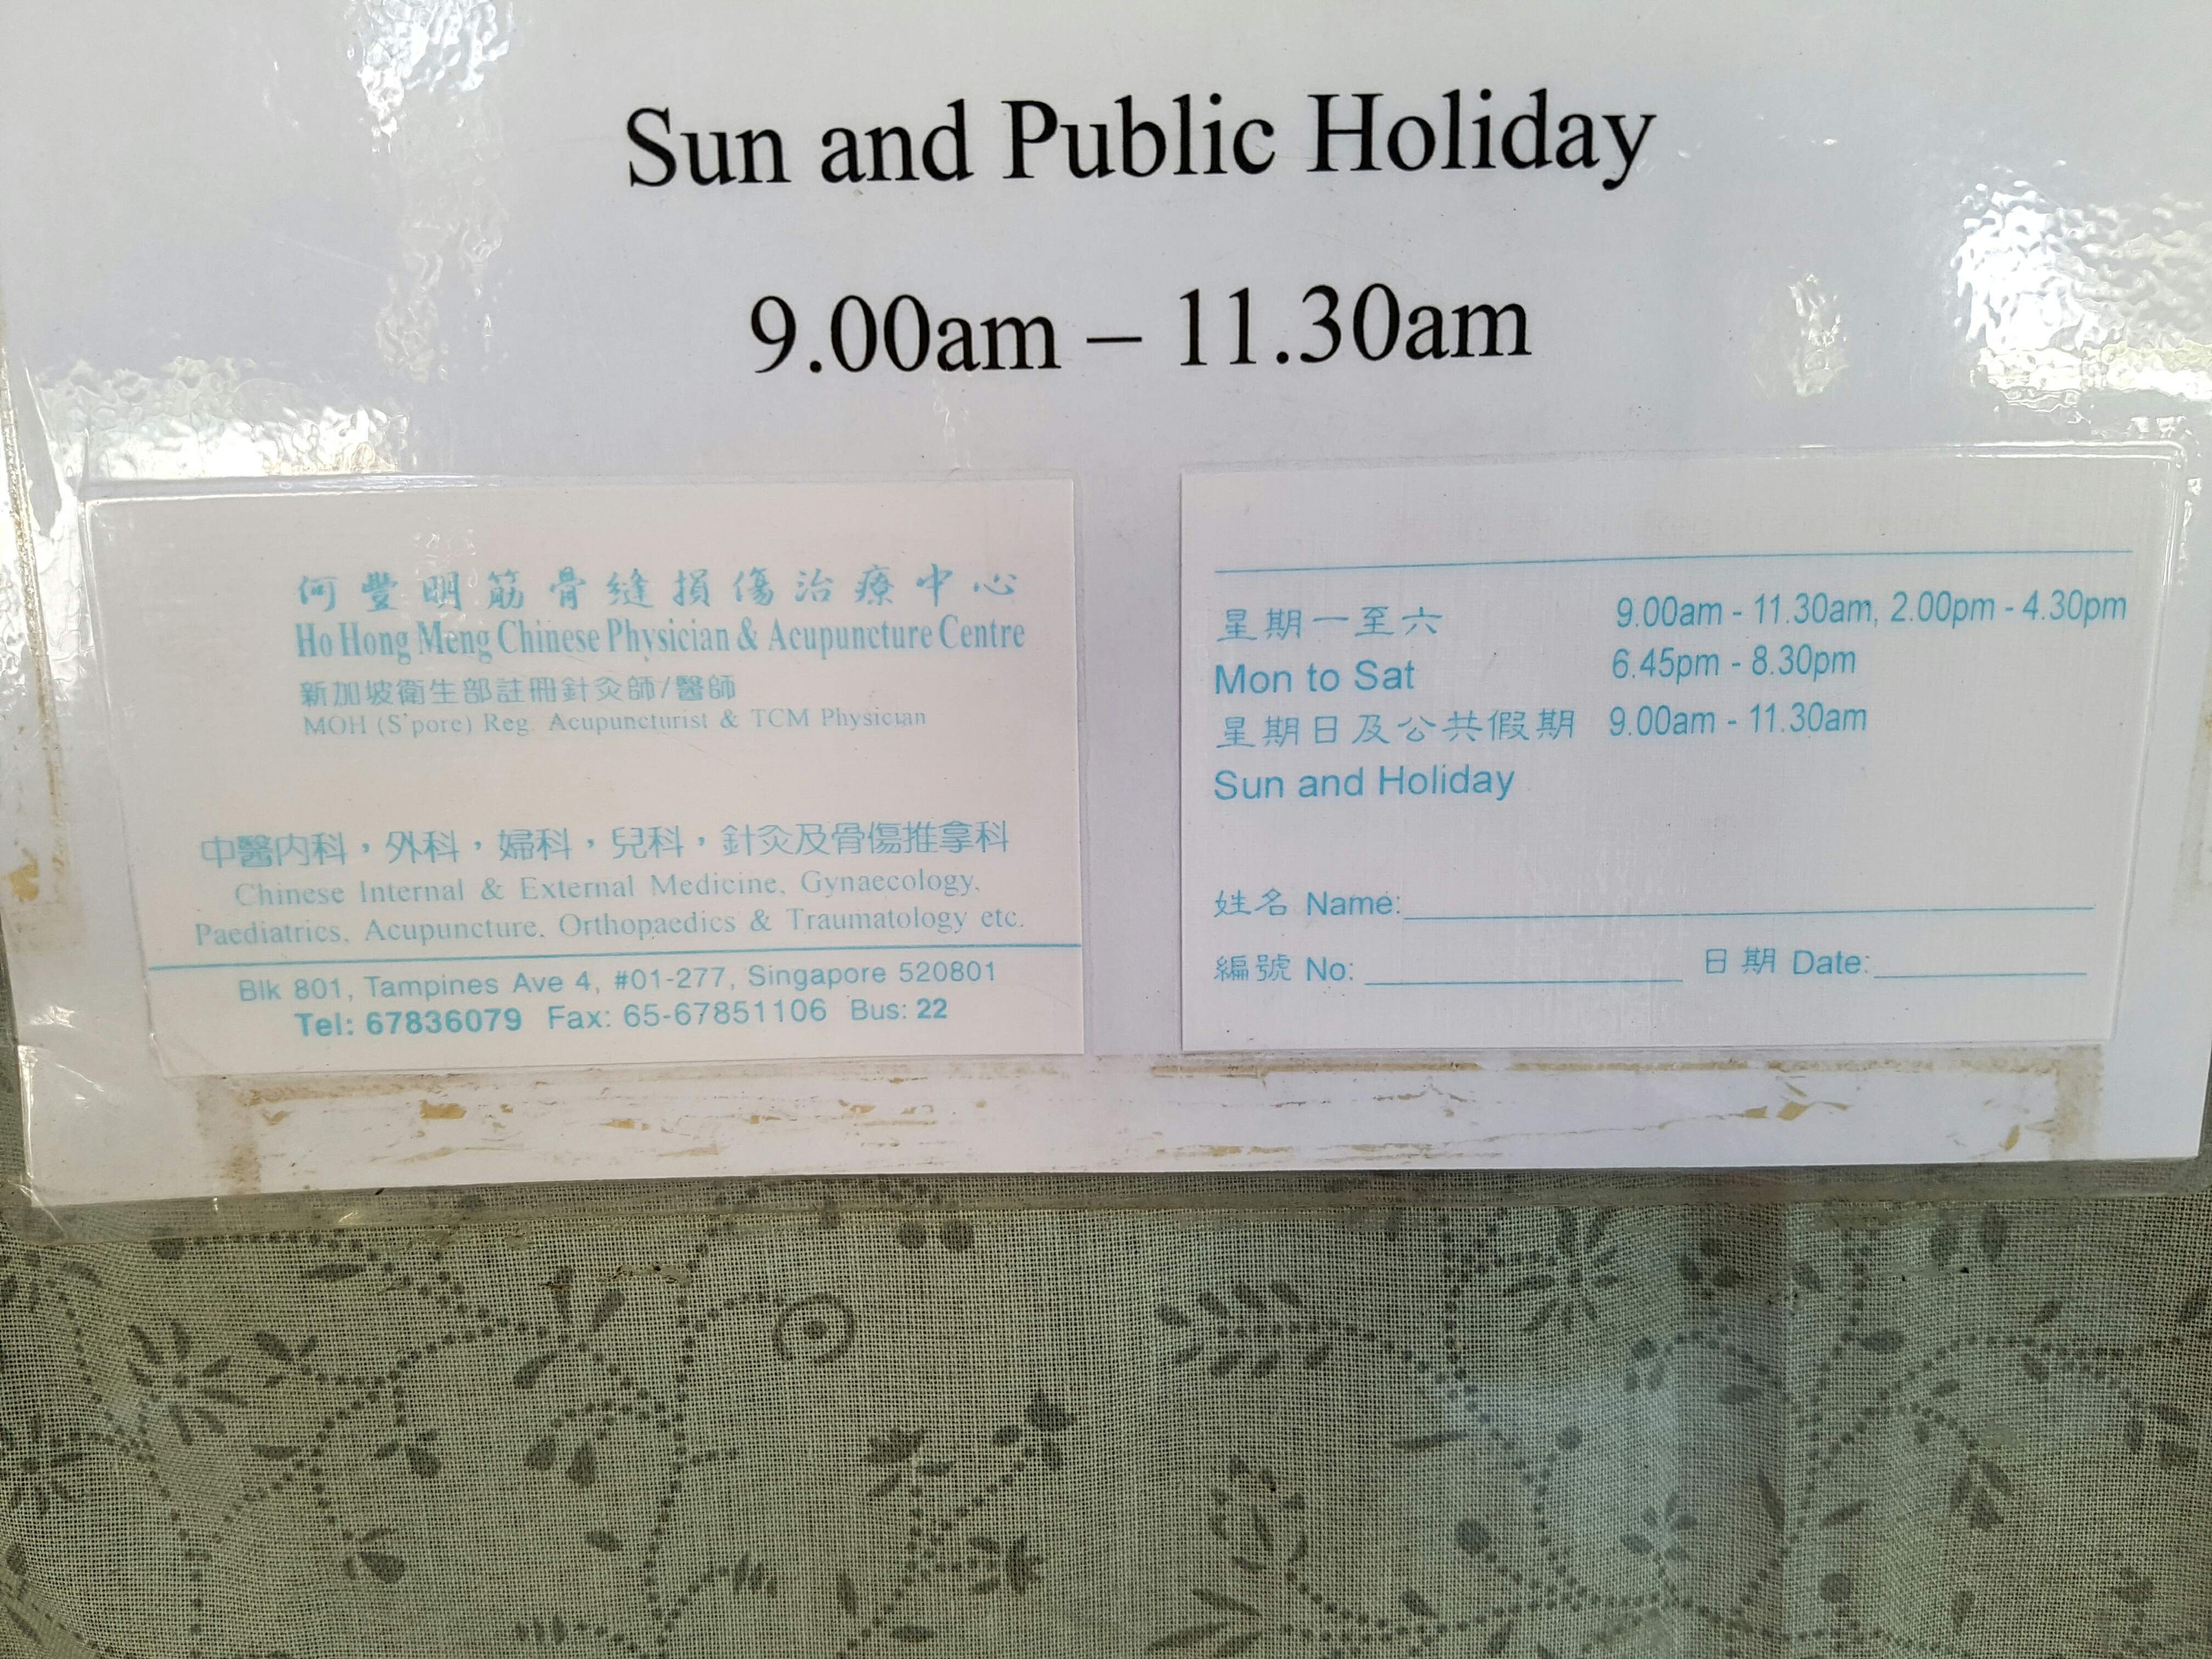 Sun and Public Holiday
9.00am – 11.30am
何豐明筋骨縫損傷治療中心
Ho Hong Meng Chinese Physician & Acupuncture Centre
新加坡衛生部註冊針灸師/醫師
MOH (S'pore) Reg. Acupuncturist & TCM Physician
中醫內科，外科，婦科，兒科，針灸及骨傷推拿科
Chinese Internal & External Medicine, Gynaecology,
Paediatrics, Acupuncture, Orthopaedics & Traumatology etc.
Blk 801, Tampines Ave 4, #01-277, Singapore 520801
Tel: 67836079 Fax: 65-67851106 Bus: 22
星期一至六 9.00am - 11.30am, 2.00pm - 4.30pm
Mon to Sat 6.45pm - 8.30pm
星期日及公共假期 9.00am - 11.30am
Sun and Holiday
姓名 Name:
編號 No: 日期 Date: